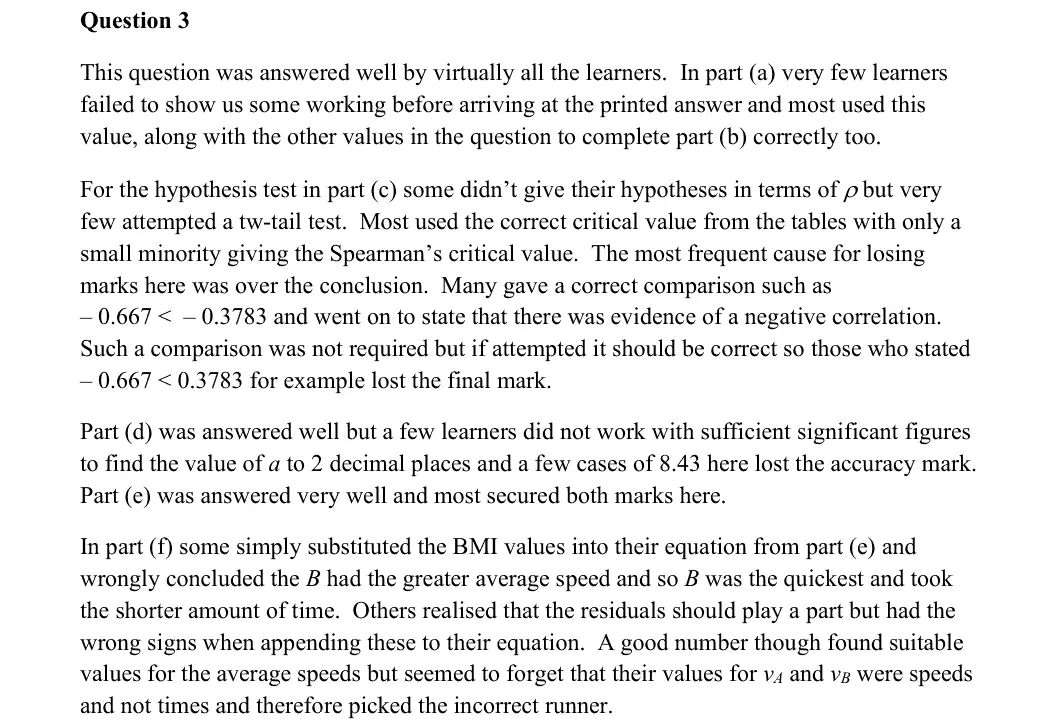 Question 3
This question was answered well by virtually all the learners.  In part (a) very few learners
failed to show us some working before arriving at the printed answer and most used this
value, along with the other values in the question to complete part (b) correctly too.
For the hypothesis test in part (c) some didn’t give their hypotheses in terms of ρ but very
few attempted a tw-tail test.  Most used the correct critical value from the tables with only a
small minority giving the Spearman’s critical value.  The most frequent cause for losing
marks here was over the conclusion.  Many gave a correct comparison such as
– 0.667 <  – 0.3783 and went on to state that there was evidence of a negative correlation.
Such a comparison was not required but if attempted it should be correct so those who stated
– 0.667 < 0.3783 for example lost the final mark.
Part (d) was answered well but a few learners did not work with sufficient significant figures
to find the value of a to 2 decimal places and a few cases of 8.43 here lost the accuracy mark.
Part (e) was answered very well and most secured both marks here.
In part (f) some simply substituted the BMI values into their equation from part (e) and
wrongly concluded the B had the greater average speed and so B was the quickest and took
the shorter amount of time.  Others realised that the residuals should play a part but had the
wrong signs when appending these to their equation.  A good number though found suitable
values for the average speeds but seemed to forget that their values for v_A and v_B were speeds
and not times and therefore picked the incorrect runner.